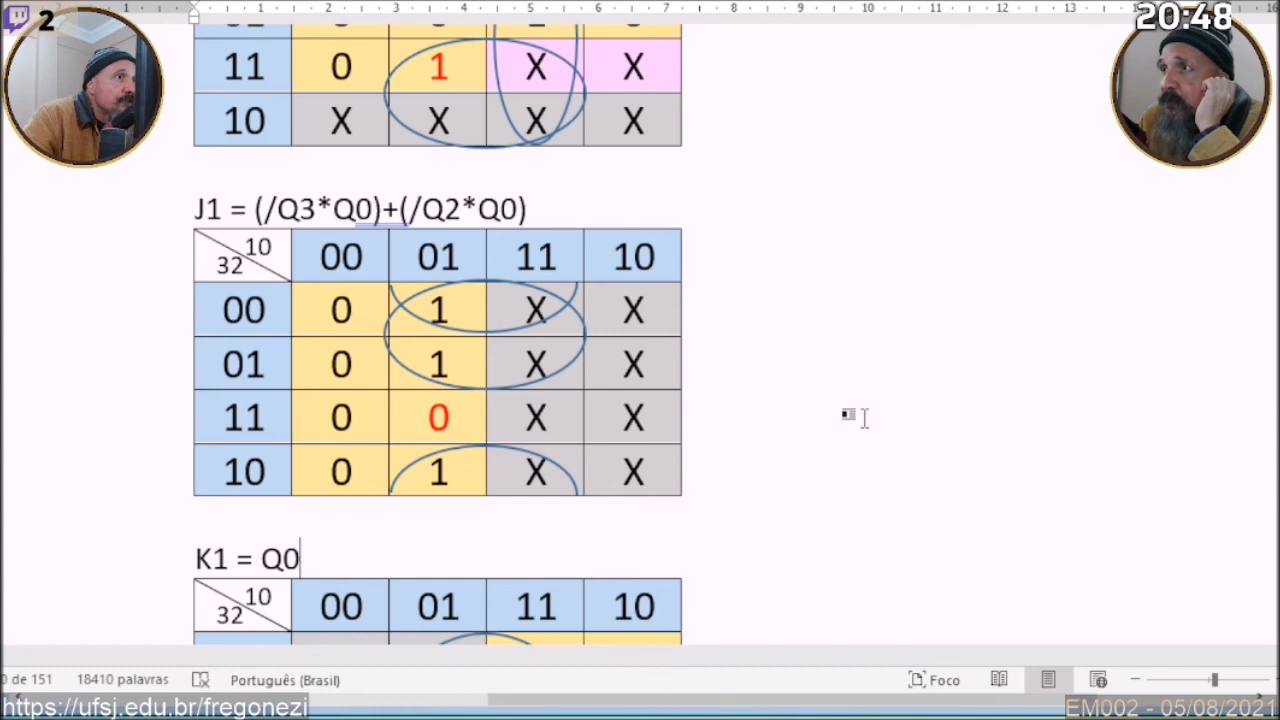 2
20:48
11 0 1 X X
10 X X X X
J1 = (/Q3*Q0)+(/Q2*Q0)
10
32 00 01 11 10
00 0 1 X X
01 0 1 X X
11 0 0 X X
10 0 1 X X
K1 = Q0
10
32 00 01 11 10
0 de 151 18410 palavras Português (Brasil) Foco
https://ufsj.edu.br/fregonezi
EM002 - 05/08/2021